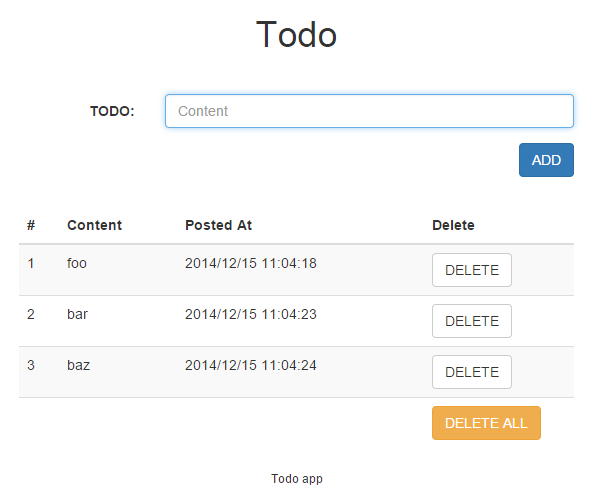 Todo
TODO: Content
ADD
# Content Posted At Delete
1 foo 2014/12/15 11:04:18 DELETE
2 bar 2014/12/15 11:04:23 DELETE
3 baz 2014/12/15 11:04:24 DELETE
DELETE ALL
Todo app